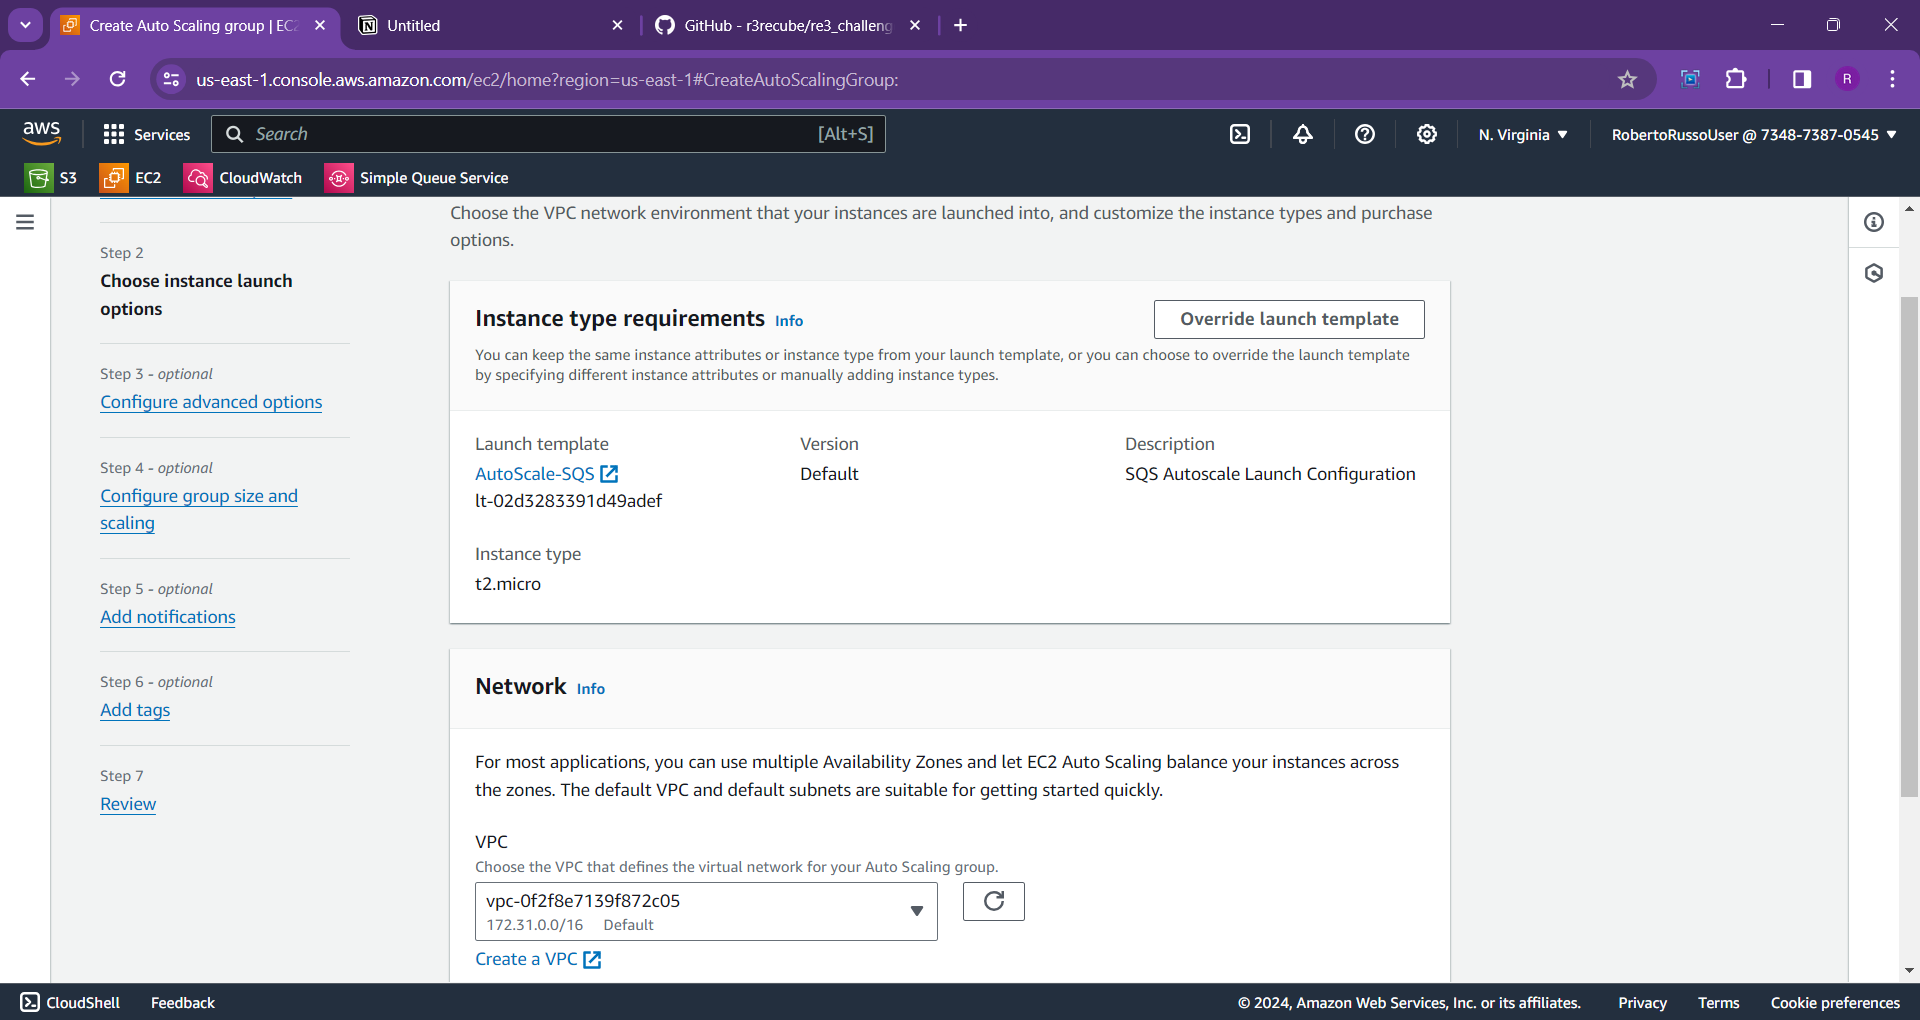 Create Auto Scaling group | EC2
Untitled
GitHub - r3recube/re3_challeng
us-east-1.console.aws.amazon.com/ec2/home?region=us-east-1#CreateAutoScalingGroup:
R
aws
Services
Search
[Alt+S]
N. Virginia
RobertoRussoUser @ 7348-7387-0545
S3
EC2
CloudWatch
Simple Queue Service
Step 2
Choose instance launch
options
Step 3 - optional
Configure advanced options
Step 4 - optional
Configure group size and
scaling
Step 5 - optional
Add notifications
Step 6 - optional
Add tags
Step 7
Review
Choose the VPC network environment that your instances are launched into, and customize the instance types and purchase
options.
Instance type requirements Info
Override launch template
You can keep the same instance attributes or instance type from your launch template, or you can choose to override the launch template
by specifying different instance attributes or manually adding instance types.
Launch template
AutoScale-SQS
lt-02d3283391d49adef
Version
Default
Description
SQS Autoscale Launch Configuration
Instance type
t2.micro
Network Info
For most applications, you can use multiple Availability Zones and let EC2 Auto Scaling balance your instances across
the zones. The default VPC and default subnets are suitable for getting started quickly.
VPC
Choose the VPC that defines the virtual network for your Auto Scaling group.
vpc-0f2f8e7139f872c05
172.31.0.0/16 Default
Create a VPC
CloudShell
Feedback
© 2024, Amazon Web Services, Inc. or its affiliates.
Privacy
Terms
Cookie preferences